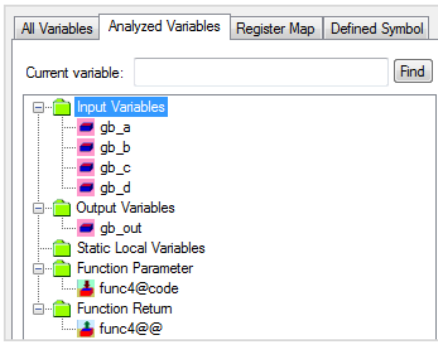 All Variables Analyzed Variables Register Map Defined Symbol
Current variable: Find
Input Variables
gb_a
gb_b
gb_c
gb_d
Output Variables
gb_out
Static Local Variables
Function Parameter
func4@code
Function Return
func4@@